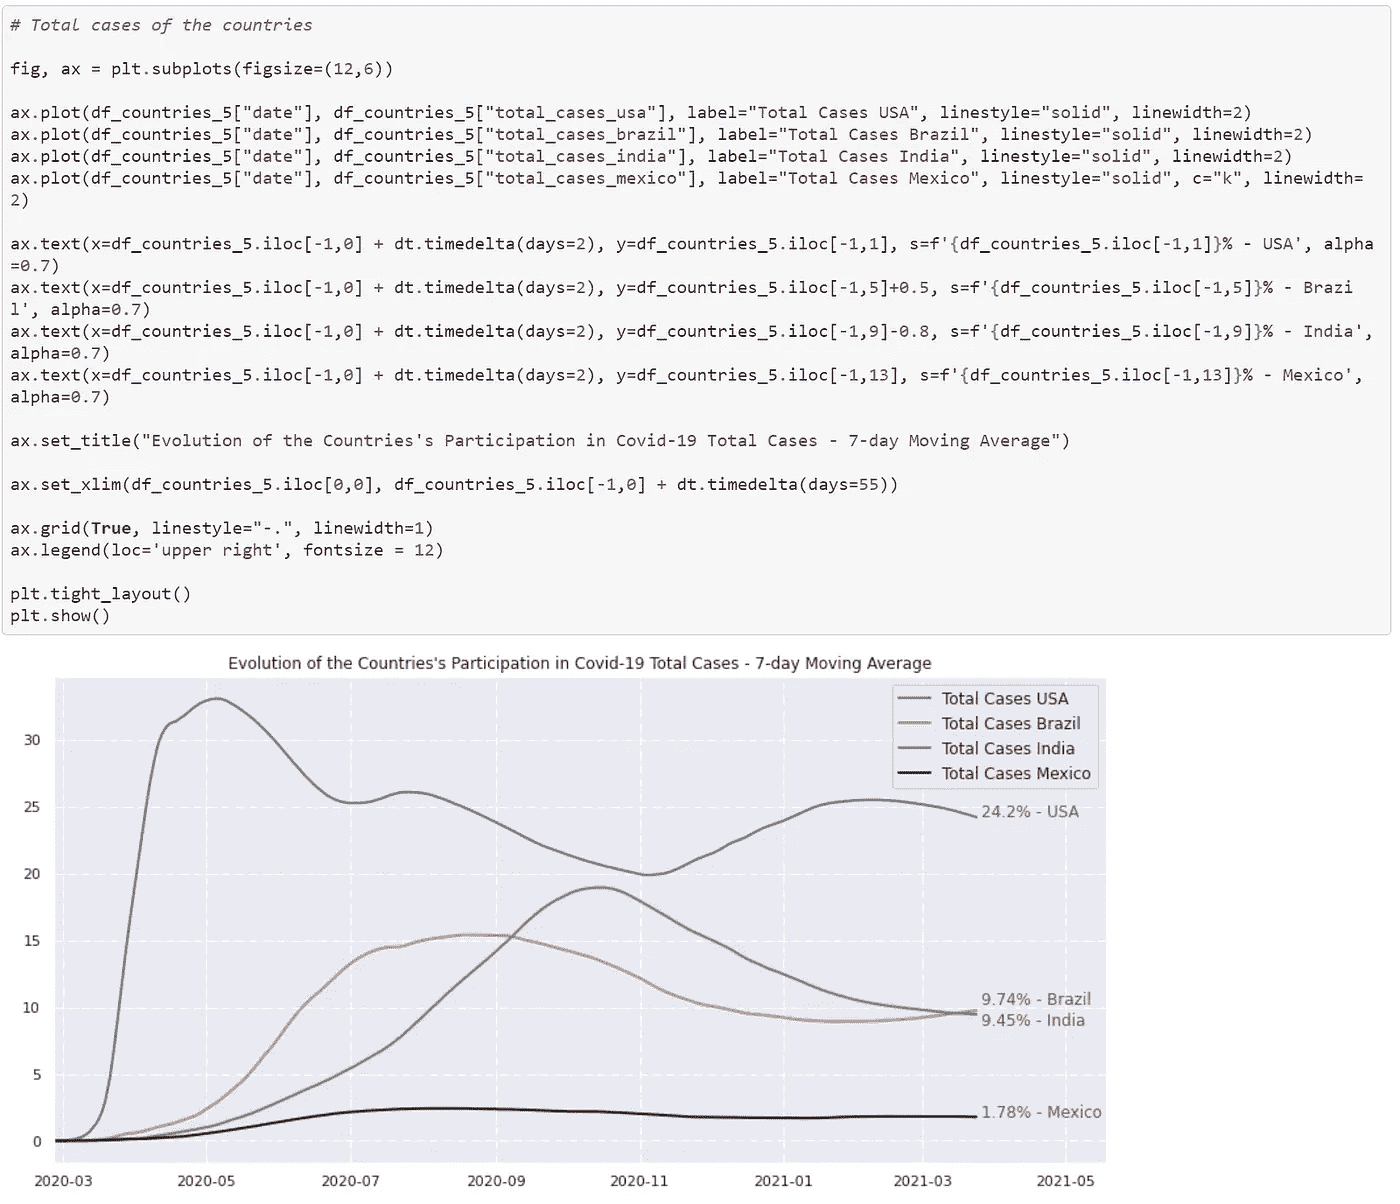 # Total cases of the countries
fig, ax = plt.subplots(figsize=(12,6))
ax.plot(df_countries_5["date"], df_countries_5["total_cases_usa"], label="Total Cases USA", linestyle="solid", linewidth=2)
ax.plot(df_countries_5["date"], df_countries_5["total_cases_brazil"], label="Total Cases Brazil", linestyle="solid", linewidth=2)
ax.plot(df_countries_5["date"], df_countries_5["total_cases_india"], label="Total Cases India", linestyle="solid", linewidth=2)
ax.plot(df_countries_5["date"], df_countries_5["total_cases_mexico"], label="Total Cases Mexico", linestyle="solid", c="k", linewidth=
2)
ax.text(x=df_countries_5.iloc[-1,0] + dt.timedelta(days=2), y=df_countries_5.iloc[-1,1], s=f'{df_countries_5.iloc[-1,1]}% - USA', alpha
=0.7)
ax.text(x=df_countries_5.iloc[-1,0] + dt.timedelta(days=2), y=df_countries_5.iloc[-1,5]+0.5, s=f'{df_countries_5.iloc[-1,5]}% - Brazi
l', alpha=0.7)
ax.text(x=df_countries_5.iloc[-1,0] + dt.timedelta(days=2), y=df_countries_5.iloc[-1,9]-0.8, s=f'{df_countries_5.iloc[-1,9]}% - India',
alpha=0.7)
ax.text(x=df_countries_5.iloc[-1,0] + dt.timedelta(days=2), y=df_countries_5.iloc[-1,13], s=f'{df_countries_5.iloc[-1,13]}% - Mexico',
alpha=0.7)
ax.set_title("Evolution of the Countries's Participation in Covid-19 Total Cases - 7-day Moving Average")
ax.set_xlim(df_countries_5.iloc[0,0], df_countries_5.iloc[-1,0] + dt.timedelta(days=55))
ax.grid(True, linestyle="-.", linewidth=1)
ax.legend(loc='upper right', fontsize = 12)
plt.tight_layout()
plt.show()
Evolution of the Countries's Participation in Covid-19 Total Cases - 7-day Moving Average
Total Cases USA
Total Cases Brazil
Total Cases India
Total Cases Mexico
30
25
20
15
10
5
0
24.2% - USA
9.74% - Brazil
9.45% - India
1.78% - Mexico
2020-03 2020-05 2020-07 2020-09 2020-11 2021-01 2021-03 2021-05